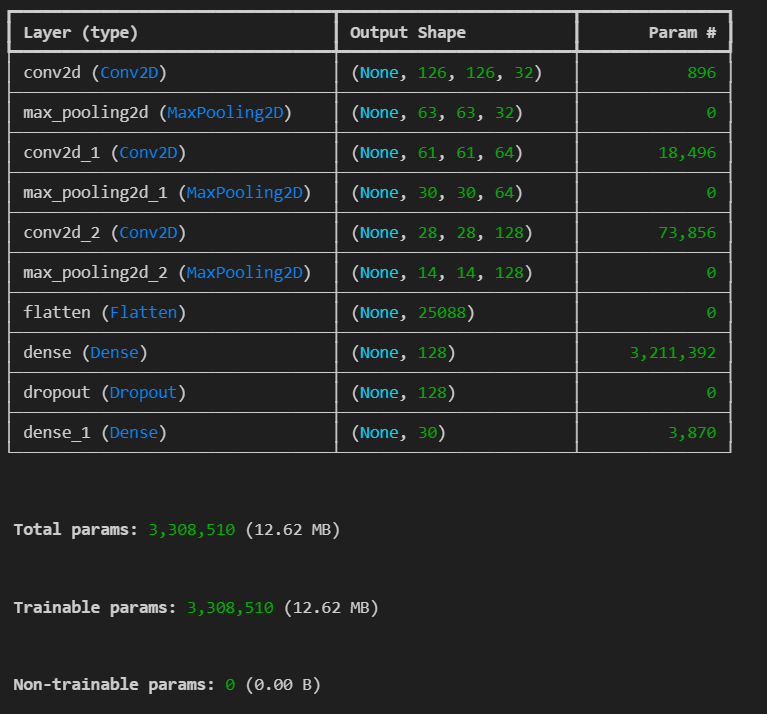 Layer (type) Output Shape Param #
conv2d (Conv2D) (None, 126, 126, 32) 896
max_pooling2d (MaxPooling2D) (None, 63, 63, 32) 0
conv2d_1 (Conv2D) (None, 61, 61, 64) 18,496
max_pooling2d_1 (MaxPooling2D) (None, 30, 30, 64) 0
conv2d_2 (Conv2D) (None, 28, 28, 128) 73,856
max_pooling2d_2 (MaxPooling2D) (None, 14, 14, 128) 0
flatten (Flatten) (None, 25088) 0
dense (Dense) (None, 128) 3,211,392
dropout (Dropout) (None, 128) 0
dense_1 (Dense) (None, 30) 3,870
Total params: 3,308,510 (12.62 MB)
Trainable params: 3,308,510 (12.62 MB)
Non-trainable params: 0 (0.00 B)